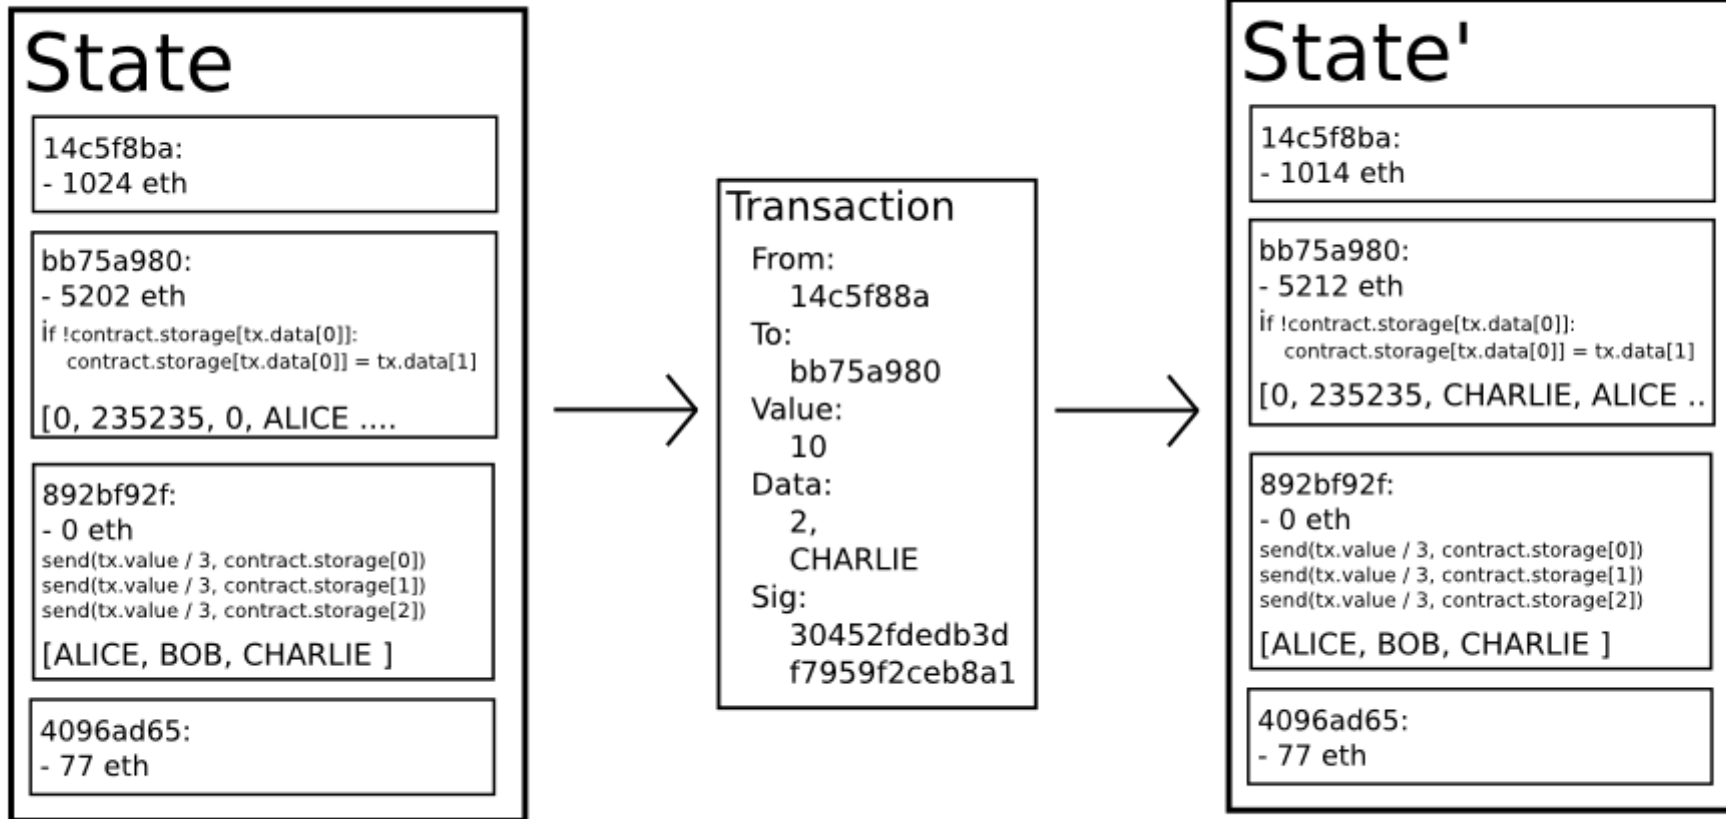 State
14c5f8ba:
- 1024 eth
bb75a980:
- 5202 eth
if !contract.storage[tx.data[0]]:
contract.storage[tx.data[0]] = tx.data[1]
[0, 235235, 0, ALICE ....
892bf92f:
- 0 eth
send(tx.value / 3, contract.storage[0])
send(tx.value / 3, contract.storage[1])
send(tx.value / 3, contract.storage[2])
[ALICE, BOB, CHARLIE ]
4096ad65:
- 77 eth
Transaction
From:
14c5f88a
To:
bb75a980
Value:
10
Data:
2,
CHARLIE
Sig:
30452fdedb3d
f7959f2ceb8a1
State'
14c5f8ba:
- 1014 eth
bb75a980:
- 5212 eth
if !contract.storage[tx.data[0]]:
contract.storage[tx.data[0]] = tx.data[1]
[0, 235235, CHARLIE, ALICE ..
892bf92f:
- 0 eth
send(tx.value / 3, contract.storage[0])
send(tx.value / 3, contract.storage[1])
send(tx.value / 3, contract.storage[2])
[ALICE, BOB, CHARLIE ]
4096ad65:
- 77 eth